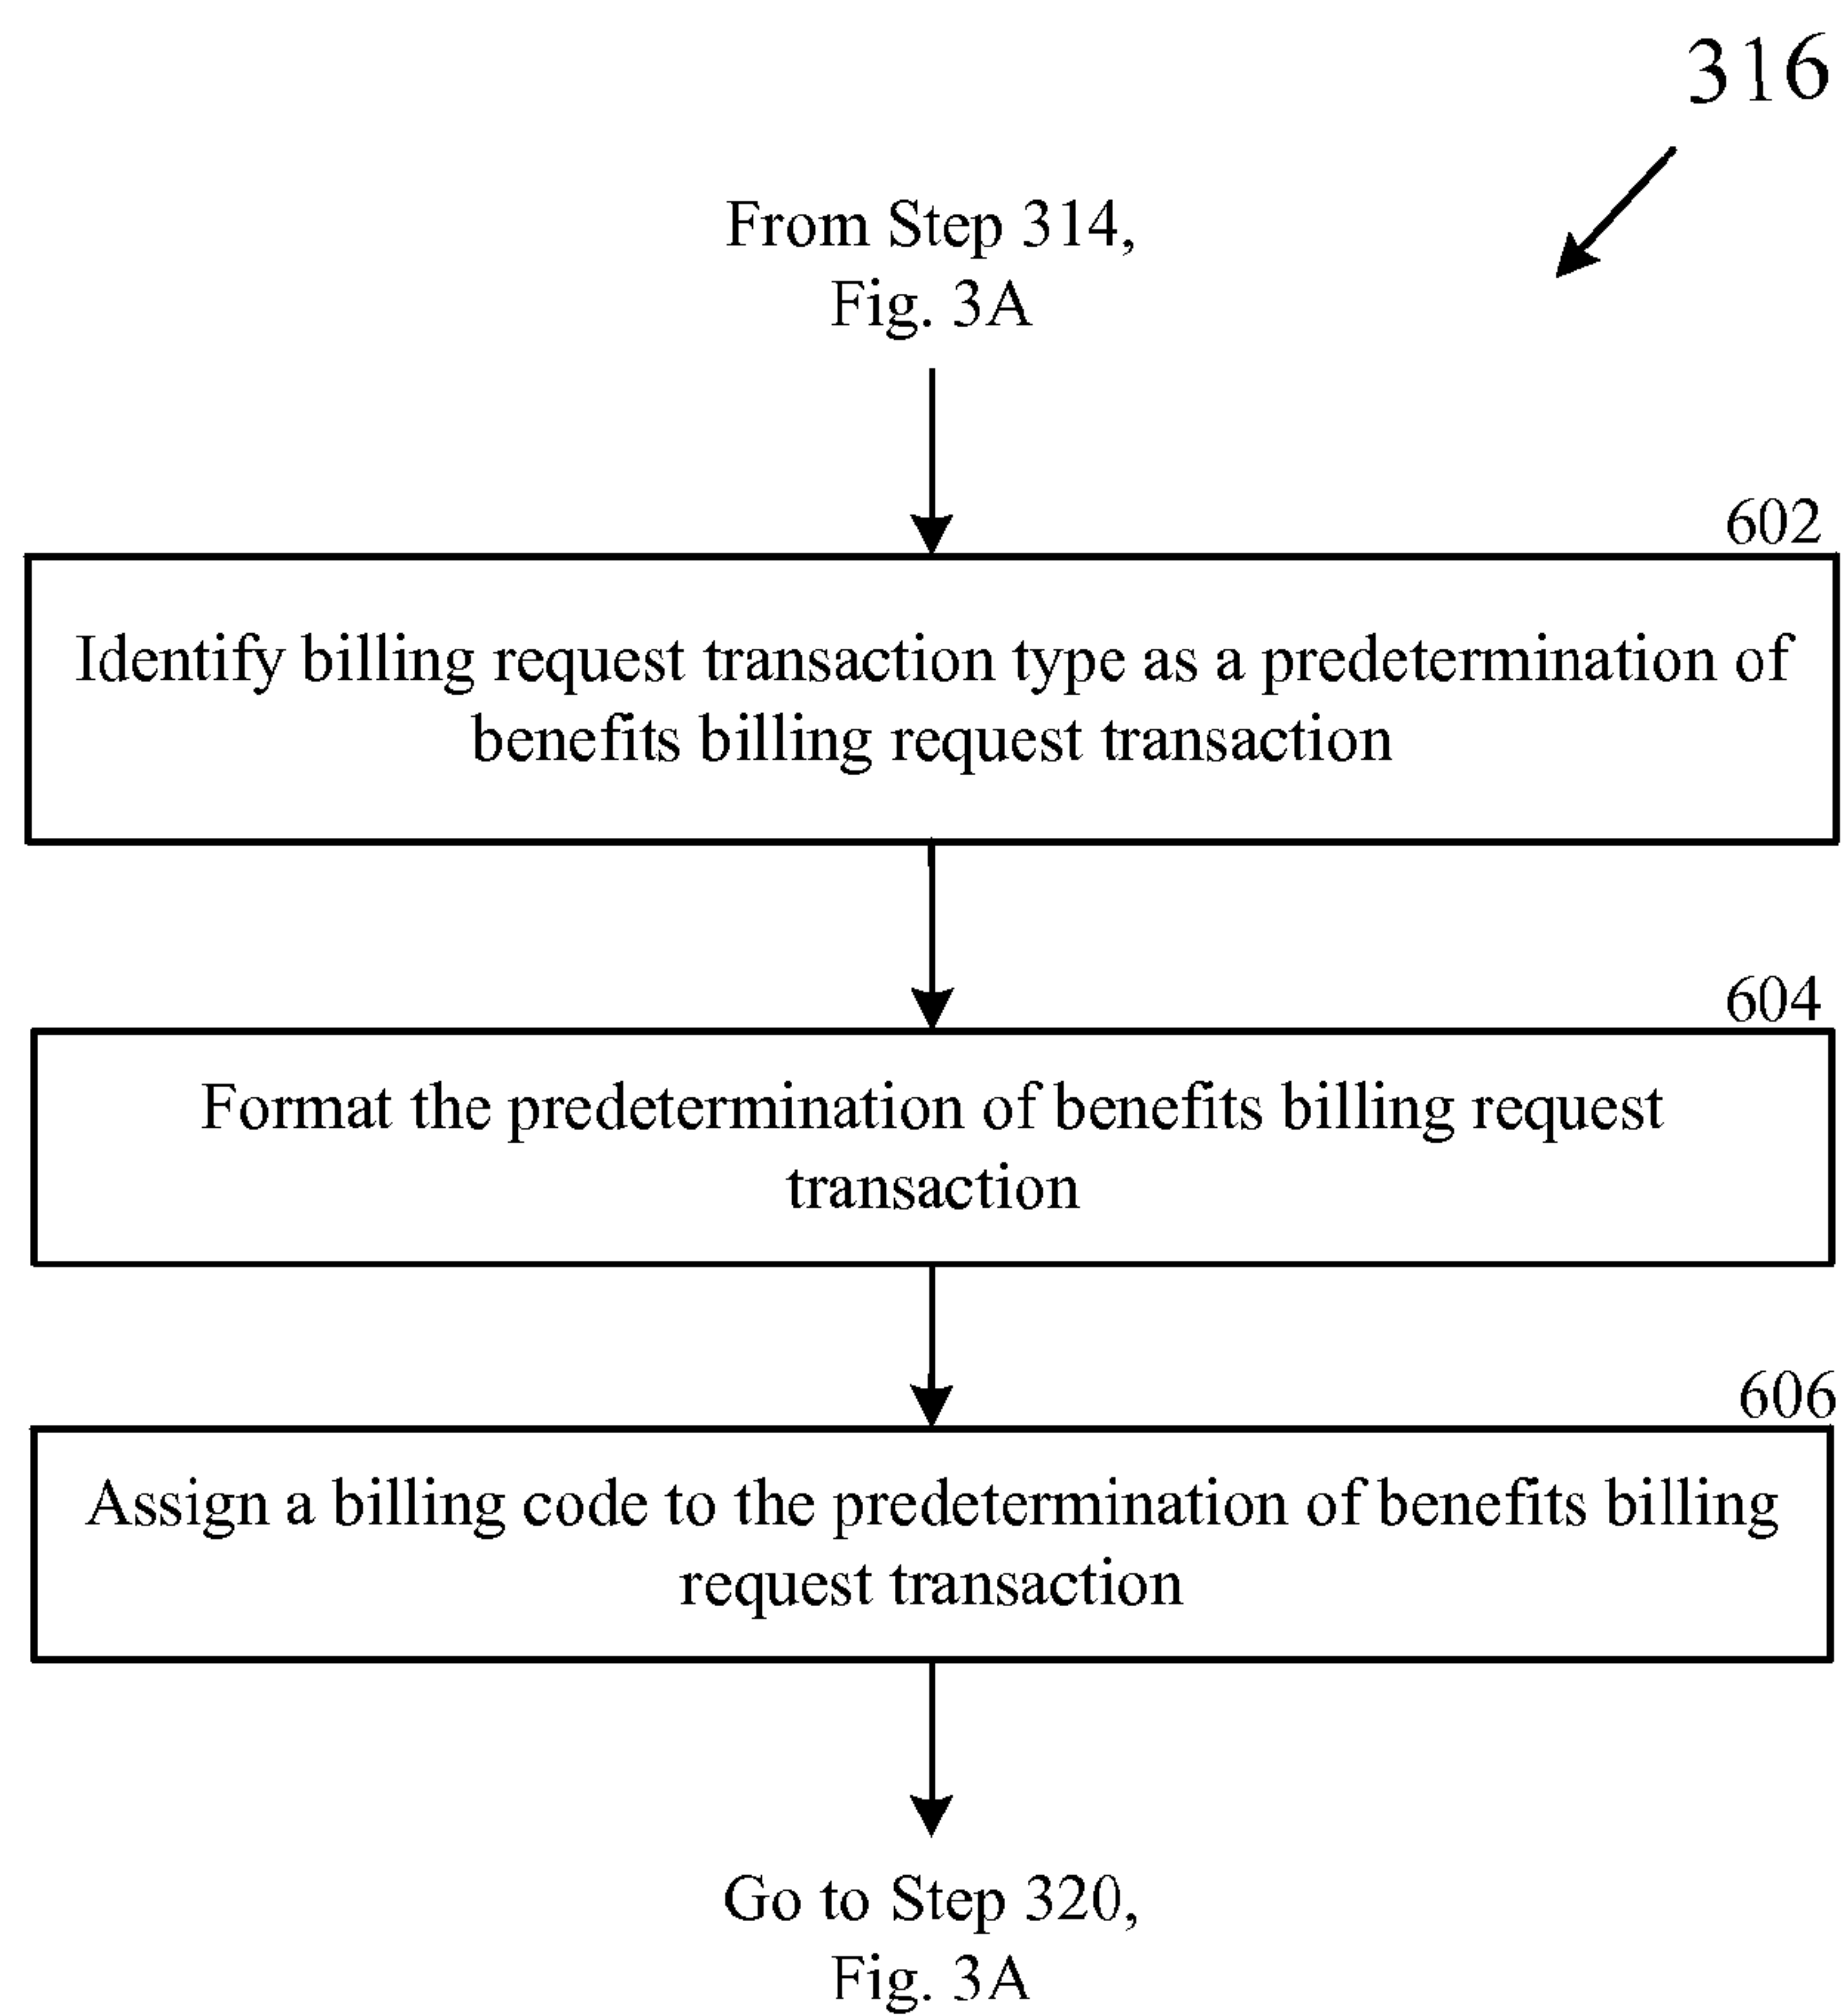 316
From Step 314,
Fig. 3A
602
Identify billing request transaction type as a predetermination of
benefits billing request transaction
604
Format the predetermination of benefits billing request
transaction
606
Assign a billing code to the predetermination of benefits billing
request transaction
Go to Step 320,
Fig. 3A